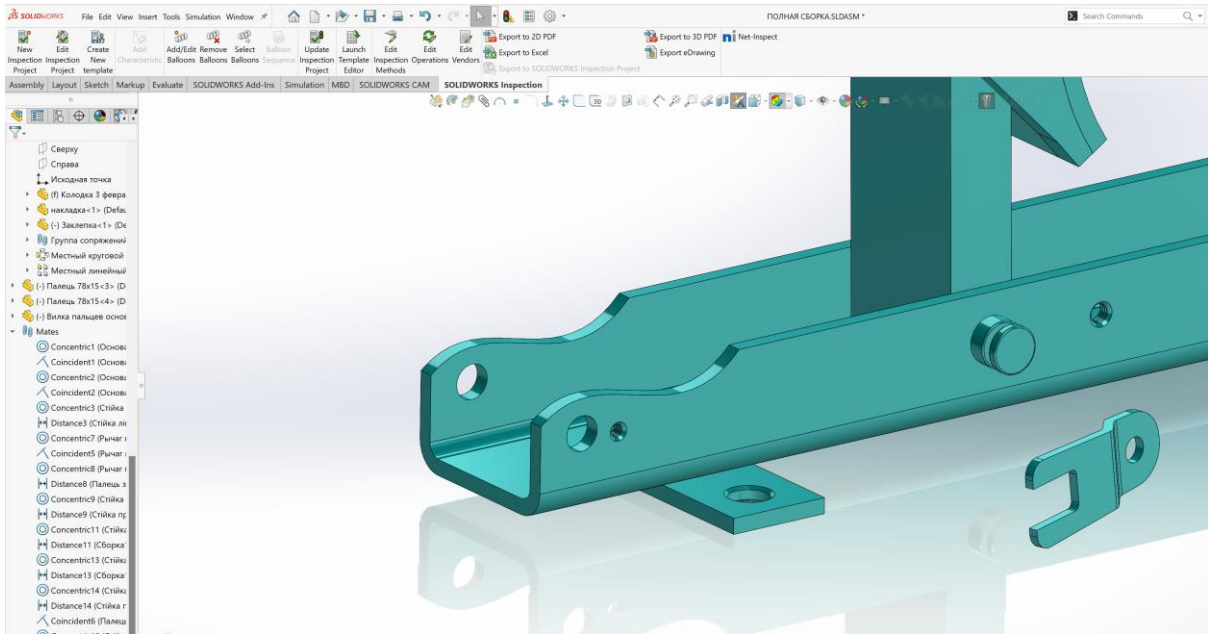 SOLIDWORKS File Edit View Insert Tools Simulation Window ПОЛНАЯ СБОРКА.SLDASM * Search Commands
New Inspection Project
Edit Inspection Project
Create New template
Add Characteristic
Add/Edit Balloons
Remove Balloons
Select Balloons
Balloon Sequence
Update Inspection Project
Launch Template Editor
Edit Inspection Methods
Edit Operations
Edit Vendors
Export to 2D PDF
Export to Excel
Export to SOLIDWORKS Inspection Project
Export to 3D PDF
Export eDrawing
Net-Inspect
Assembly Layout Sketch Markup Evaluate SOLIDWORKS Add-Ins Simulation MBD SOLIDWORKS CAM SOLIDWORKS Inspection
Сверху
Справа
Исходная точка
(f) Колодка 3 февра
накладка<1> (Defau
(-) Заклепка<1> (De
Группа сопряжений
Местный круговой
Местный линейный
(-) Палець 78x15<3> (D
(-) Палець 78x15<4> (D
(-) Вилка пальцев основ
Mates
Concentric1 (Основа
Coincident1 (Основа
Concentric2 (Основа
Coincident2 (Основа
Concentric3 (Стійка
Distance3 (Стійка лі
Concentric7 (Рычаг
Coincident5 (Рычаг
Concentric8 (Рычаг
Distance8 (Палець з
Concentric9 (Стійка
Distance9 (Стійка пр
Concentric11 (Стійка
Distance11 (Сборка
Concentric13 (Стійка
Distance13 (Сборка
Concentric14 (Стійка
Distance14 (Стійка г
Coincident6 (Палець